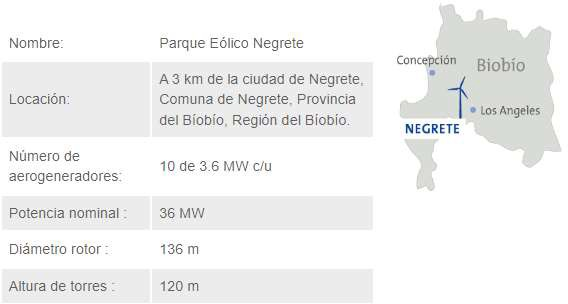 Nombre: Parque Eólico Negrete
Locación: A 3 km de la ciudad de Negrete,
Comuna de Negrete, Provincia
del Bíobío, Región del Bíobío.
Número de
aerogeneradores: 10 de 3.6 MW c/u
Potencia nominal : 36 MW
Diámetro rotor : 136 m
Altura de torres : 120 m
Concepción
Biobío
Los Angeles
NEGRETE